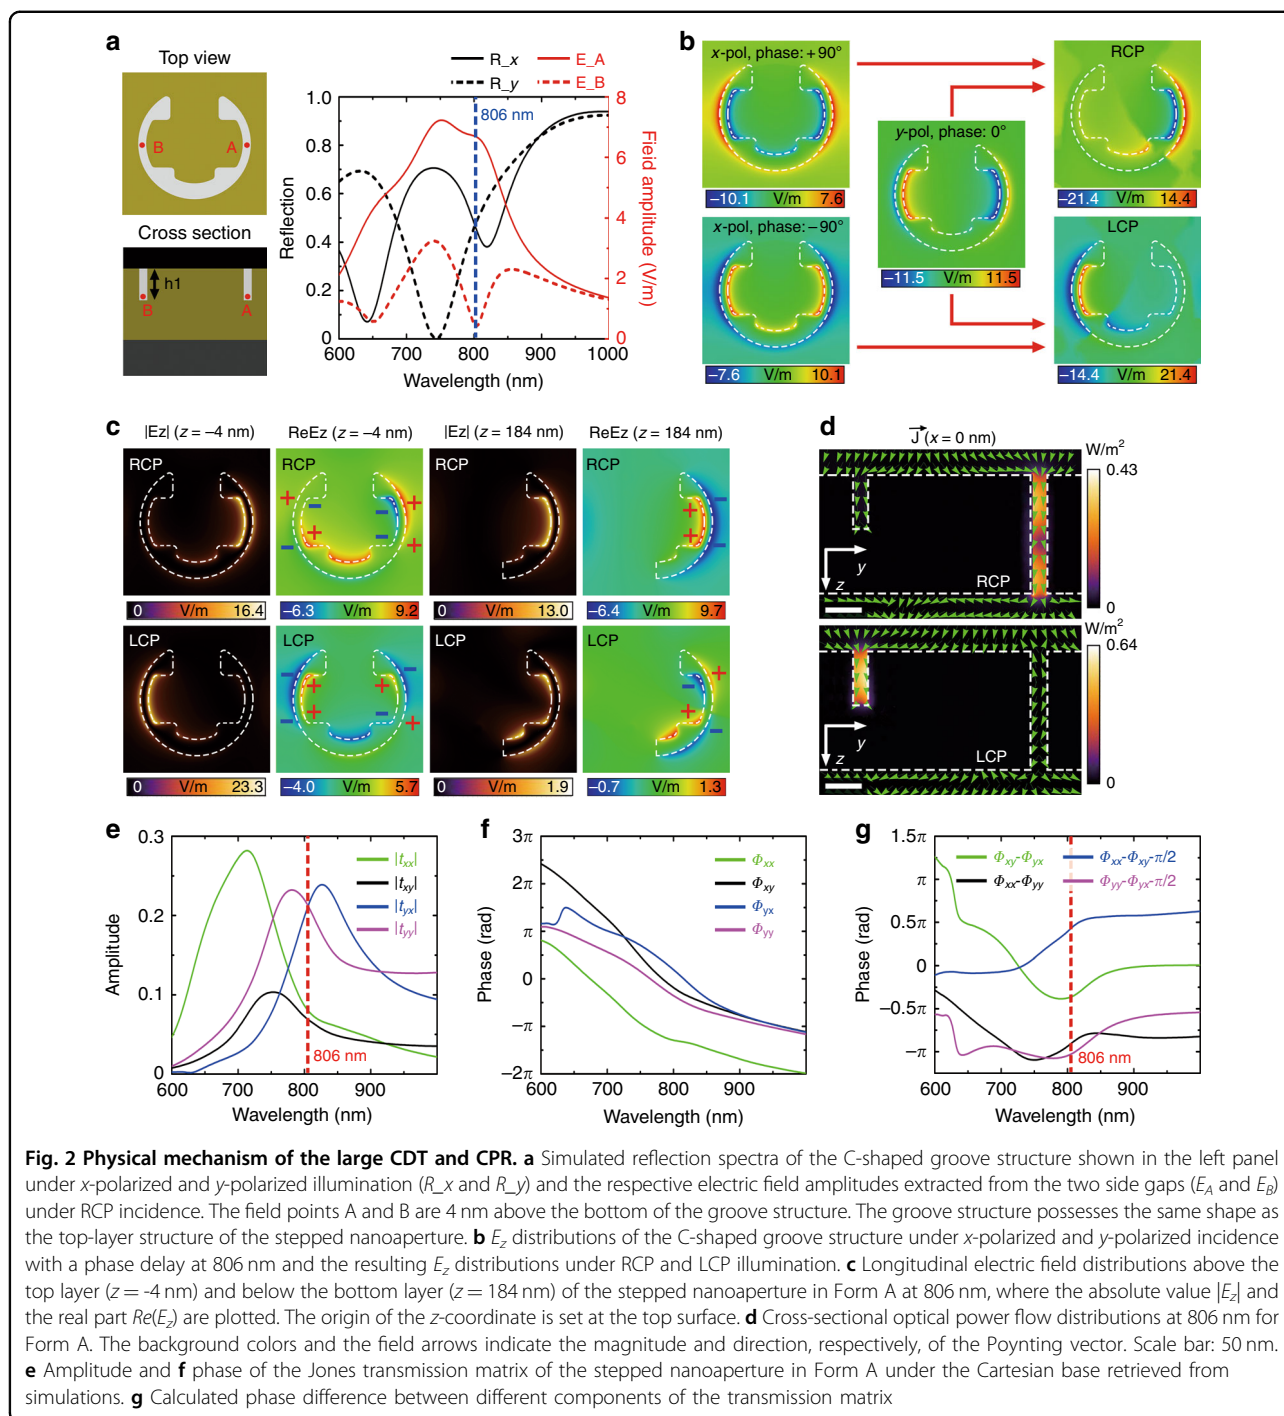 a
Top view
B
A
Cross section
h1
B
A
R_x
E_A
R_y
E_B
1.0
0.8
0.6
0.4
0.2
0
Reflection
806 nm
8
6
4
2
0
Field amplitude (V/m)
600
700
800
900
1000
Wavelength (nm)
b
x-pol, phase: +90°
−10.1 V/m 7.6
x-pol, phase: −90°
−7.6 V/m 10.1
y-pol, phase: 0°
−11.5 V/m 11.5
RCP
−21.4 V/m 14.4
LCP
−14.4 V/m 21.4
c
|Ez| (z = −4 nm)
ReEz (z = −4 nm)
|Ez| (z = 184 nm)
ReEz (z = 184 nm)
RCP
RCP
RCP
RCP
0 V/m 16.4
−6.3 V/m 9.2
0 V/m 13.0
−6.4 V/m 9.7
LCP
LCP
LCP
LCP
0 V/m 23.3
−4.0 V/m 5.7
0 V/m 1.9
−0.7 V/m 1.3
d
J (x = 0 nm)
W/m²
0.43
0
y
z
RCP
W/m²
0.64
0
y
z
LCP
e
0.3
0.2
0.1
0
Amplitude
|txx|
|txy|
|tyx|
|tyy|
806 nm
600
700
800
900
Wavelength (nm)
f
3π
2π
π
0
−π
−2π
Phase (rad)
Φxx
Φxy
Φyx
Φyy
600
700
800
900
Wavelength (nm)
g
1.5π
π
0.5π
0
−0.5π
−π
Phase (rad)
Φxy-Φyx
Φxx-Φxy-π/2
Φxx-Φyy
Φyy-Φyx-π/2
806 nm
600
700
800
900
Wavelength (nm)
Fig. 2 Physical mechanism of the large CDT and CPR. a Simulated reflection spectra of the C-shaped groove structure shown in the left panel
under x-polarized and y-polarized illumination (R_x and R_y) and the respective electric field amplitudes extracted from the two side gaps (E_A and E_B)
under RCP incidence. The field points A and B are 4 nm above the bottom of the groove structure. The groove structure possesses the same shape as
the top-layer structure of the stepped nanoaperture. b E_z distributions of the C-shaped groove structure under x-polarized and y-polarized incidence
with a phase delay at 806 nm and the resulting E_z distributions under RCP and LCP illumination. c Longitudinal electric field distributions above the
top layer (z = -4 nm) and below the bottom layer (z = 184 nm) of the stepped nanoaperture in Form A at 806 nm, where the absolute value |E_z| and
the real part Re(E_z) are plotted. The origin of the z-coordinate is set at the top surface. d Cross-sectional optical power flow distributions at 806 nm for
Form A. The background colors and the field arrows indicate the magnitude and direction, respectively, of the Poynting vector. Scale bar: 50 nm.
e Amplitude and f phase of the Jones transmission matrix of the stepped nanoaperture in Form A under the Cartesian base retrieved from
simulations. g Calculated phase difference between different components of the transmission matrix